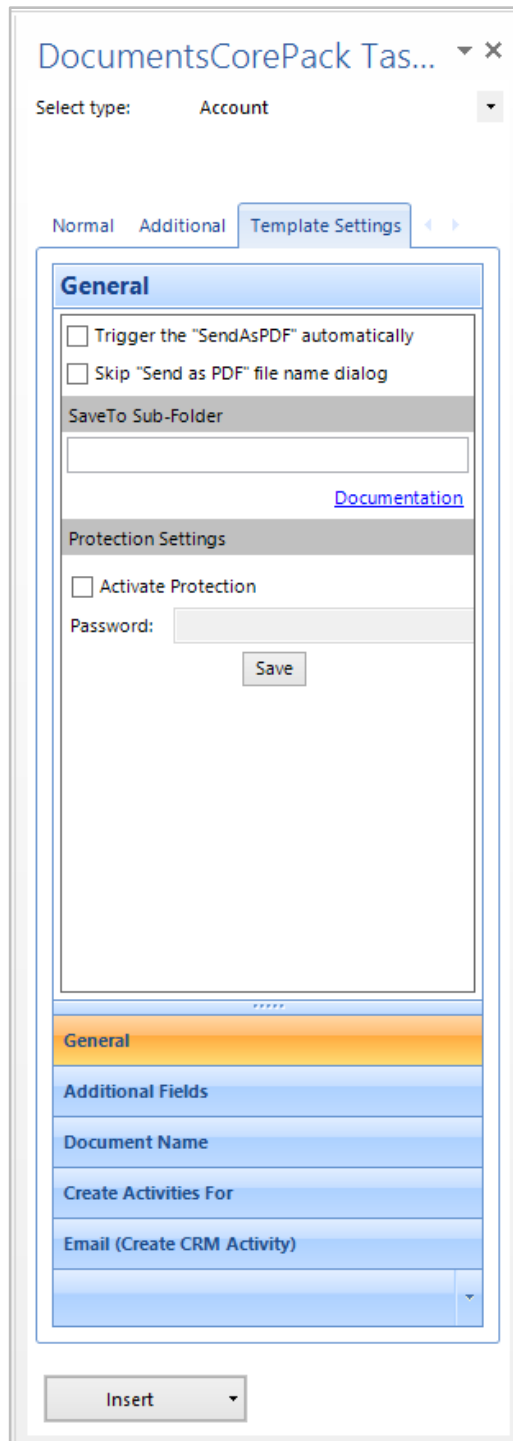 DocumentsCorePack Tas...
Select type: Account
Normal Additional Template Settings
General
Trigger the "SendAsPDF" automatically
Skip "Send as PDF" file name dialog
SaveTo Sub-Folder
Documentation
Protection Settings
Activate Protection
Password:
Save
General
Additional Fields
Document Name
Create Activities For
Email (Create CRM Activity)
Insert